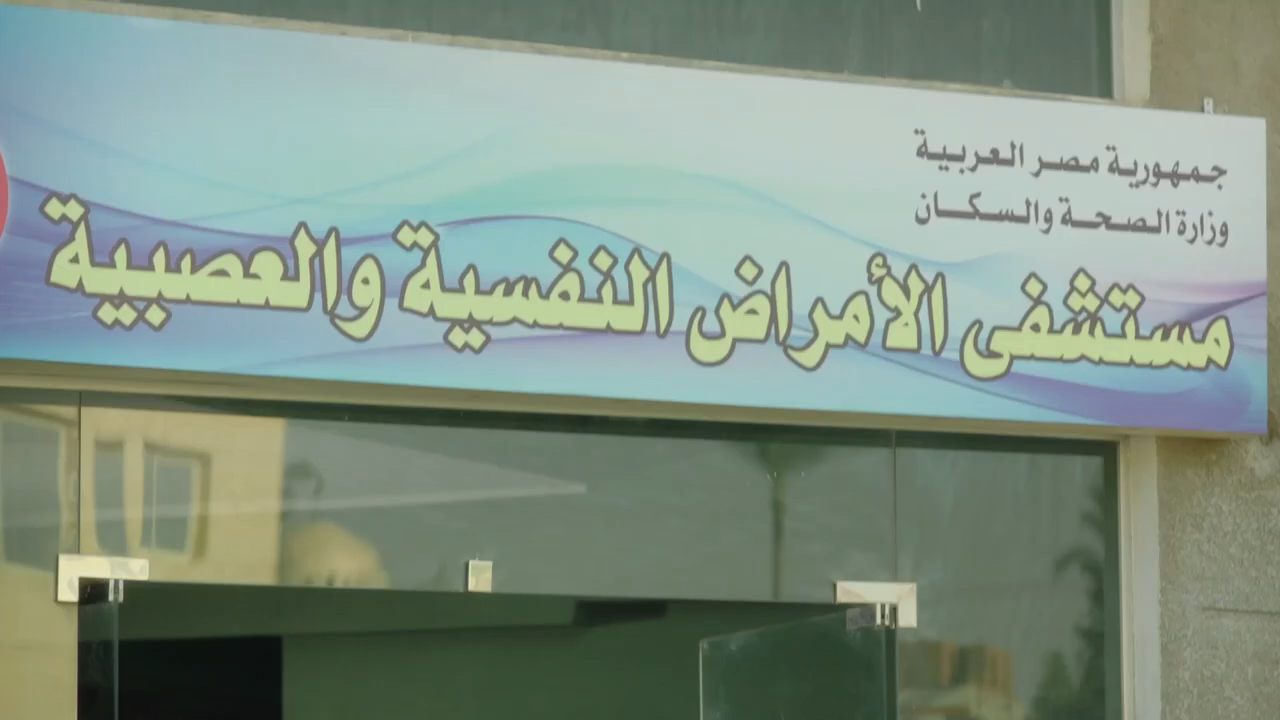 جمهورية مصر العربية
وزارة الصحة والسكان
مستشفى الأمراض النفسية والعصبية